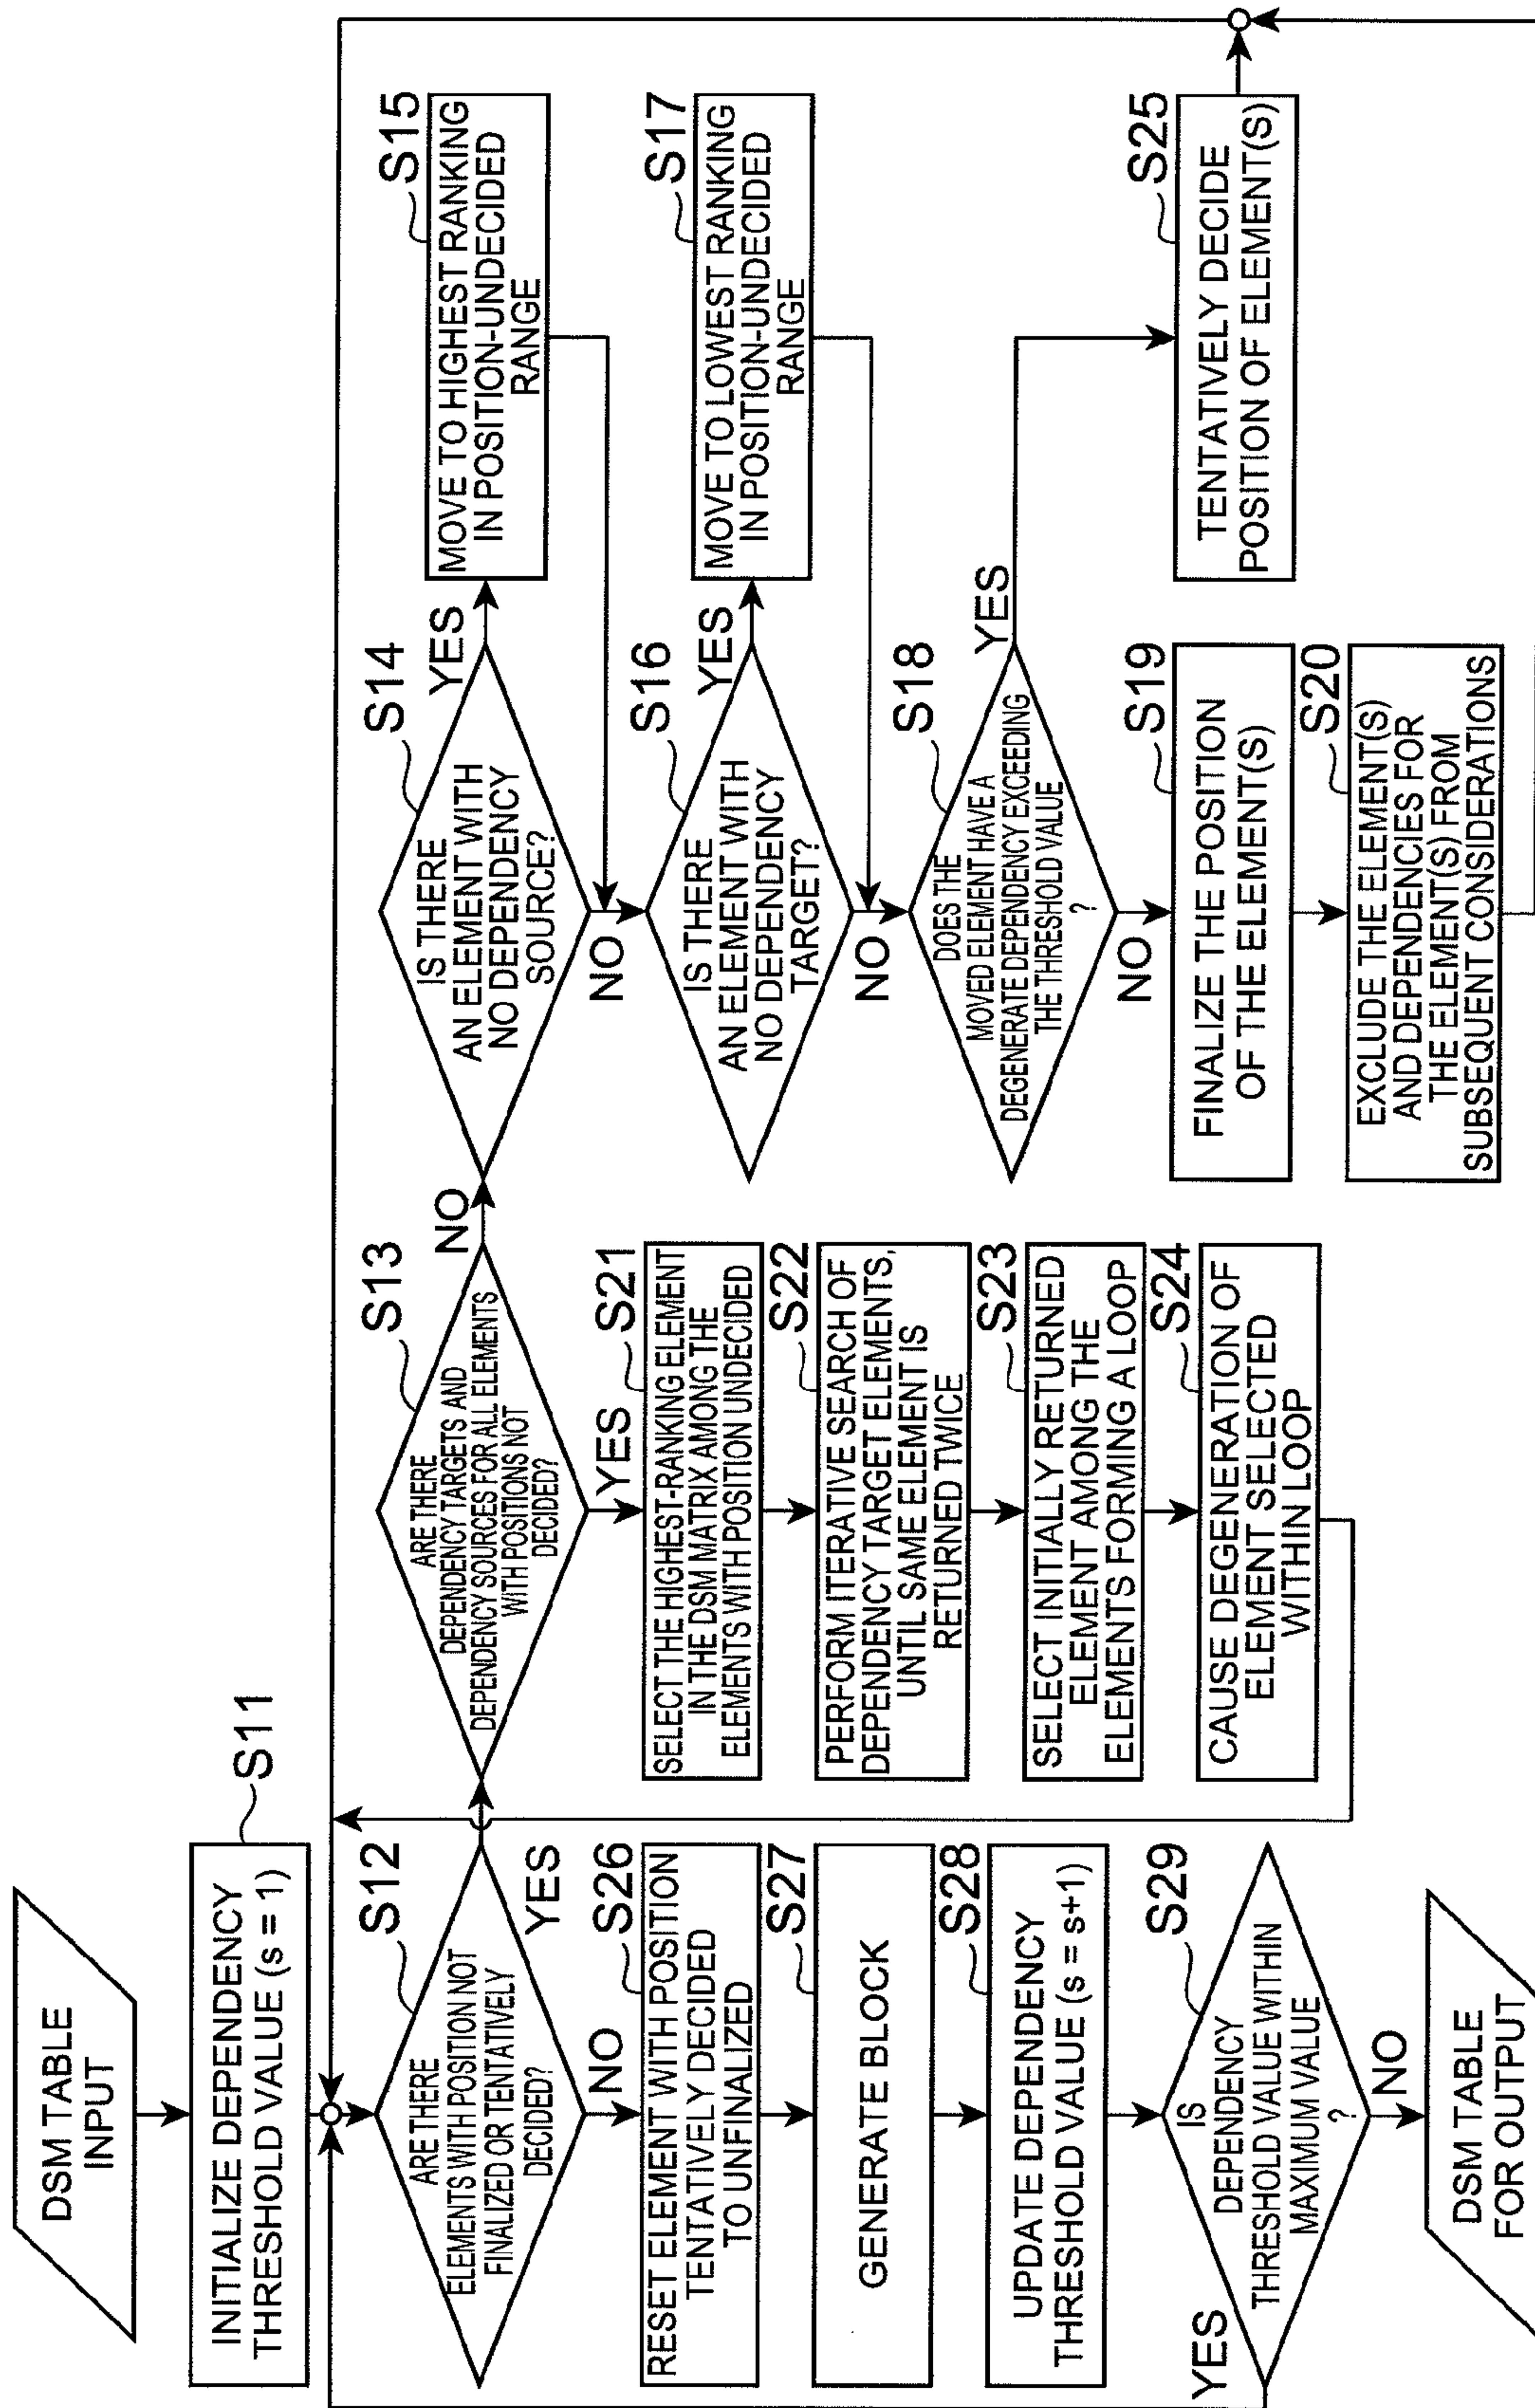 DSM TABLE
INPUT
S11
INITIALIZE DEPENDENCY
THRESHOLD VALUE (s = 1)
S12
ARE THERE
ELEMENTS WITH POSITION NOT
FINALIZED OR TENTATIVELY
DECIDED?
YES
NO
S26
RESET ELEMENT WITH POSITION
TENTATIVELY DECIDED
TO UNFINALIZED
S27
GENERATE BLOCK
S28
UPDATE DEPENDENCY
THRESHOLD VALUE (s = s+1)
S29
IS
DEPENDENCY
THRESHOLD VALUE WITHIN
MAXIMUM VALUE
?
YES
NO
DSM TABLE
FOR OUTPUT
S13
ARE THERE
DEPENDENCY TARGETS AND
DEPENDENCY SOURCES FOR ALL ELEMENTS
WITH POSITIONS NOT
DECIDED?
NO
YES
S21
SELECT THE HIGHEST-RANKING ELEMENT
IN THE DSM MATRIX AMONG THE
ELEMENTS WITH POSITION UNDECIDED
S22
PERFORM ITERATIVE SEARCH OF
DEPENDENCY TARGET ELEMENTS,
UNTIL SAME ELEMENT IS
RETURNED TWICE
S23
SELECT INITIALLY RETURNED
ELEMENT AMONG THE
ELEMENTS FORMING A LOOP
S24
CAUSE DEGENERATION OF
ELEMENT SELECTED
WITHIN LOOP
S14
IS THERE
AN ELEMENT WITH
NO DEPENDENCY
SOURCE?
YES
NO
S15
MOVE TO HIGHEST RANKING
IN POSITION-UNDECIDED
RANGE
S16
IS THERE
AN ELEMENT WITH
NO DEPENDENCY
TARGET?
YES
NO
S17
MOVE TO LOWEST RANKING
IN POSITION-UNDECIDED
RANGE
S18
DOES THE
MOVED ELEMENT HAVE A
DEGENERATE DEPENDENCY EXCEEDING
THE THRESHOLD VALUE
?
YES
NO
S19
FINALIZE THE POSITION
OF THE ELEMENT(S)
S20
EXCLUDE THE ELEMENT(S)
AND DEPENDENCIES FOR
THE ELEMENT(S) FROM
SUBSEQUENT CONSIDERATIONS
S25
TENTATIVELY DECIDE
POSITION OF ELEMENT(S)